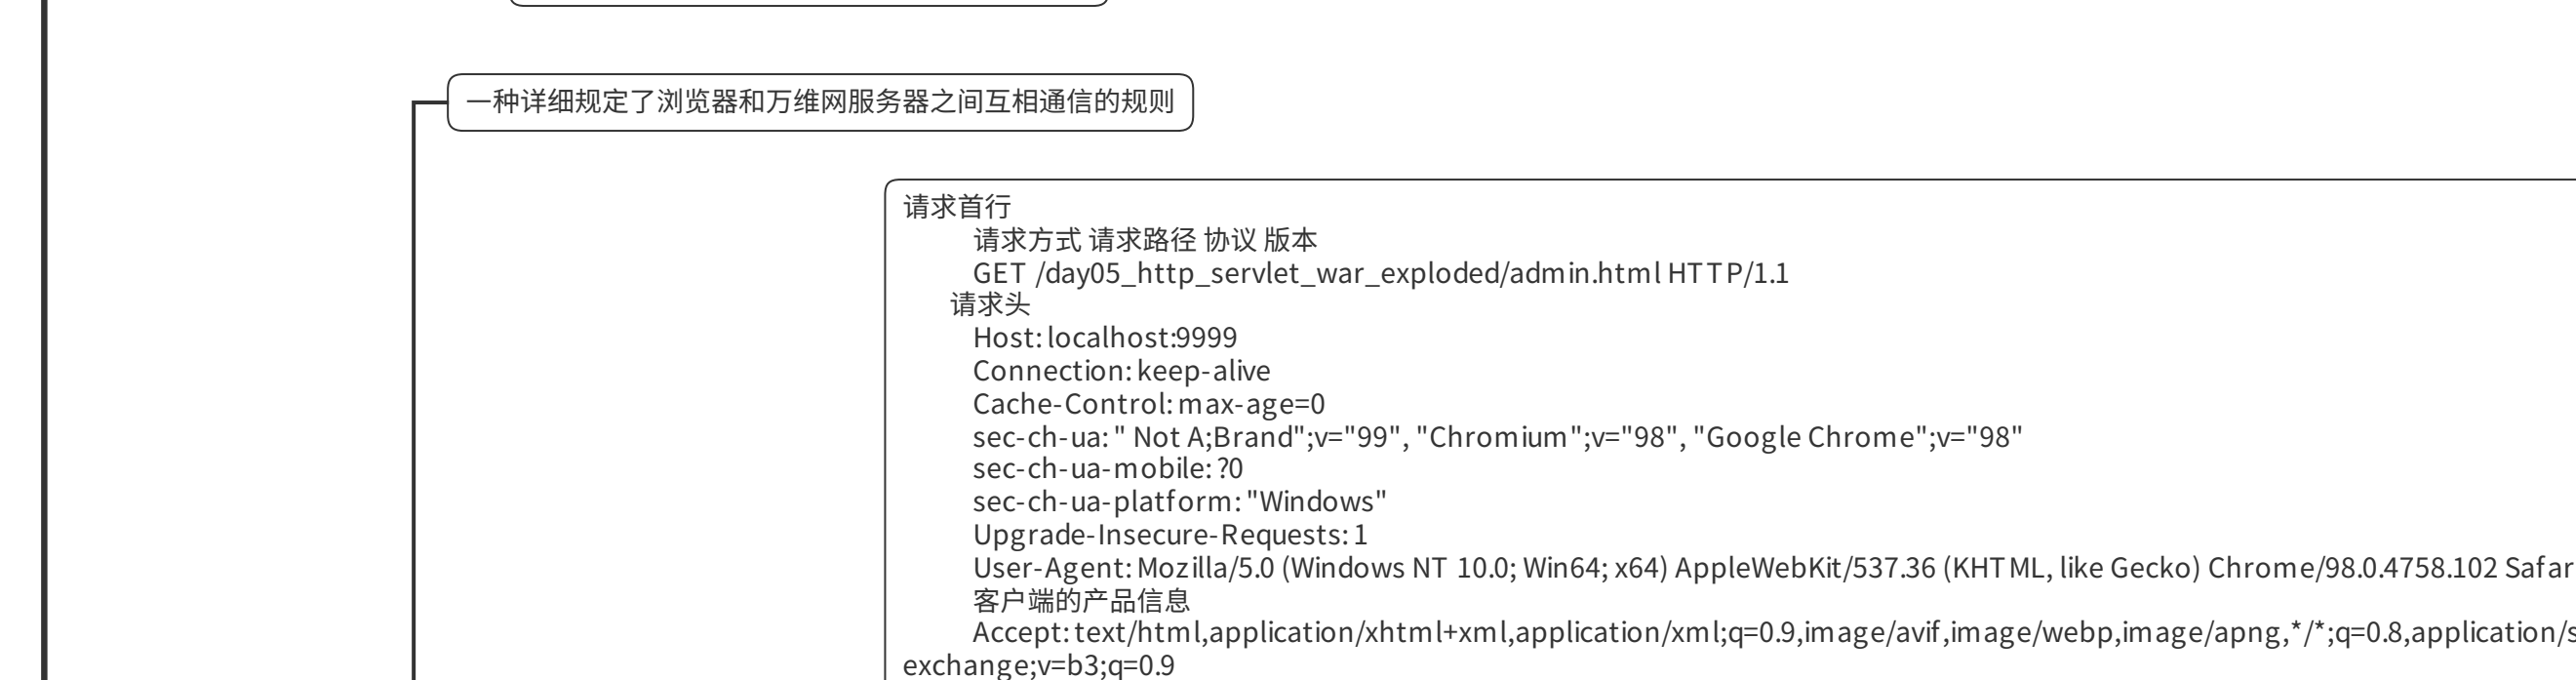 一种详细规定了浏览器和万维网服务器之间互相通信的规则
请求首行
请求方式 请求路径 协议 版本
GET /day05_http_servlet_war_exploded/admin.html HTTP/1.1
请求头
Host: localhost:9999
Connection: keep-alive
Cache-Control: max-age=0
sec-ch-ua: " Not A;Brand";v="99", "Chromium";v="98", "Google Chrome";v="98"
sec-ch-ua-mobile: ?0
sec-ch-ua-platform: "Windows"
Upgrade-Insecure-Requests: 1
User-Agent: Mozilla/5.0 (Windows NT 10.0; Win64; x64) AppleWebKit/537.36 (KHTML, like Gecko) Chrome/98.0.4758.102 Safar
客户端的产品信息
Accept: text/html,application/xhtml+xml,application/xml;q=0.9,image/avif,image/webp,image/apng,*/*;q=0.8,application/s
exchange;v=b3;q=0.9